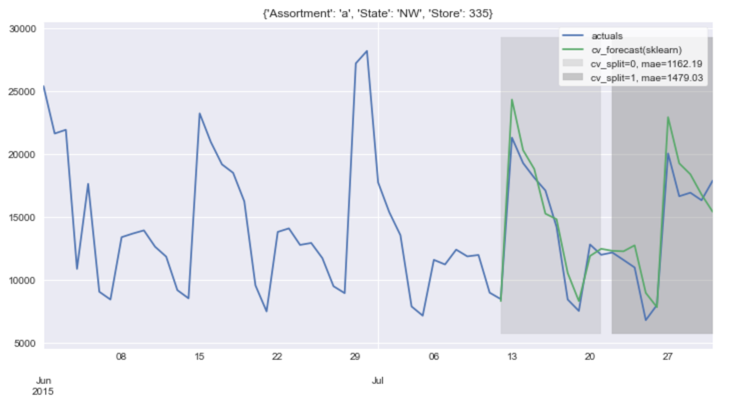 {'Assortment': 'a', 'State': 'NW', 'Store': 335}
30000
25000
20000
15000
10000
5000
actuals
cv_forecast(sklearn)
cv_split=0, mae=1162.19
cv_split=1, mae=1479.03
08 15 22 29 06 13 20 27
Jun Jul
2015